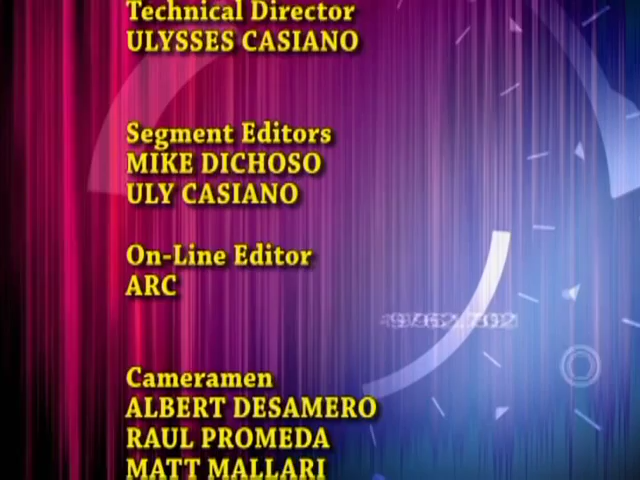 Technical Director
ULYSSES CASIANO
Segment Editors
MIKE DICHOSO
ULY CASIANO
On-Line Editor
ARC
Cameramen
ALBERT DESAMERO
RAUL PROMEDA
MATT MALLARI